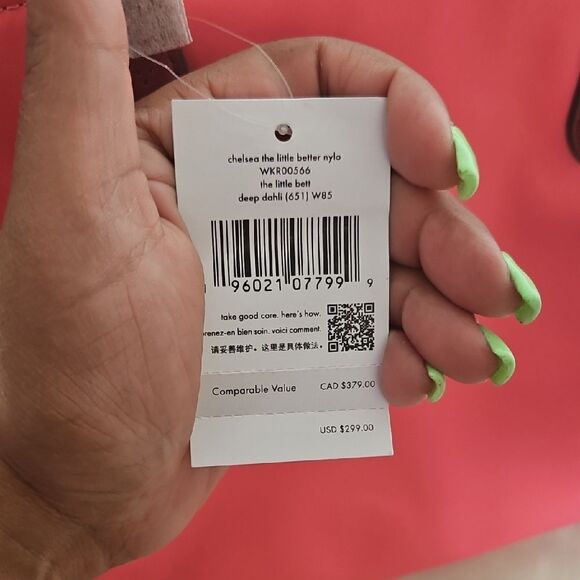 chelsea the little better nylo
WKR00566
the little bett
deep dahli (651) W85
96021 07799 9
take good care. here's how.
prenez-en bien soin. voici comment.
请妥善维护。这里是具体做法。
Comparable Value CAD $379.00
USD $299.00